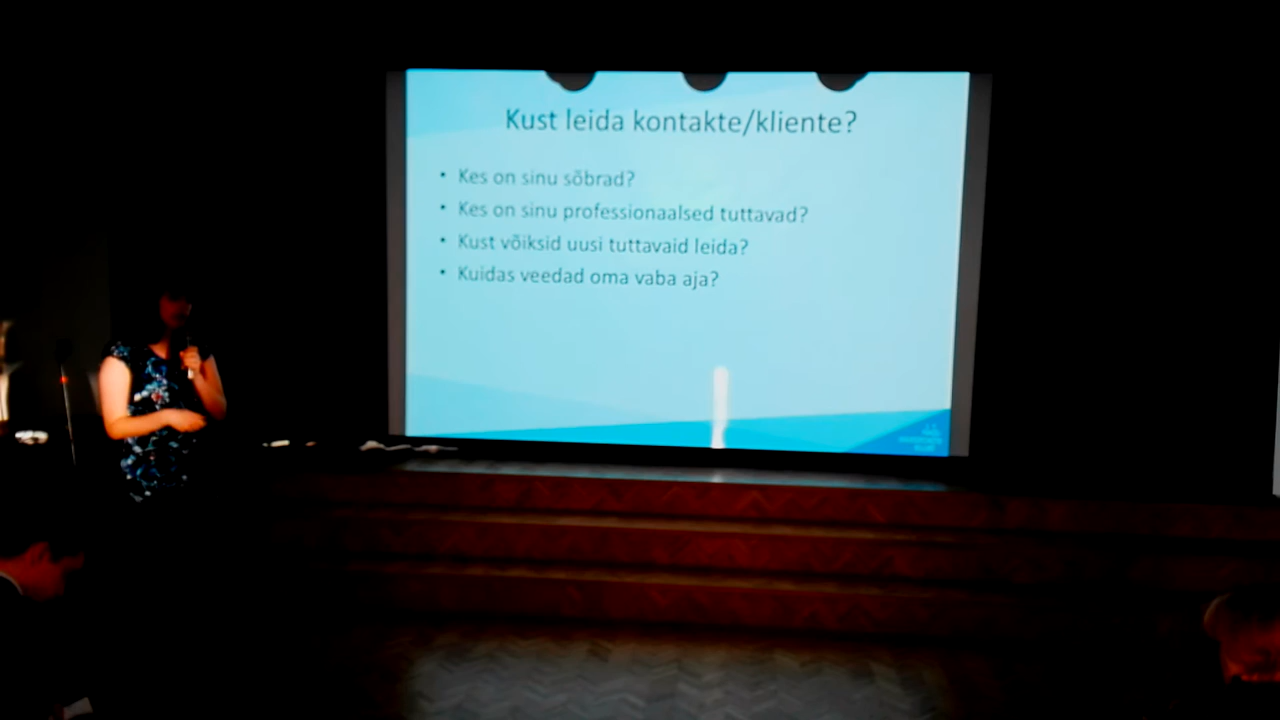 Kust leida kontakte/kliente?
• Kes on sinu sõbrad?
• Kes on sinu professionaalsed tuttavad?
• Kust võiksid uusi tuttavaid leida?
• Kuidas veedad oma vaba aja?